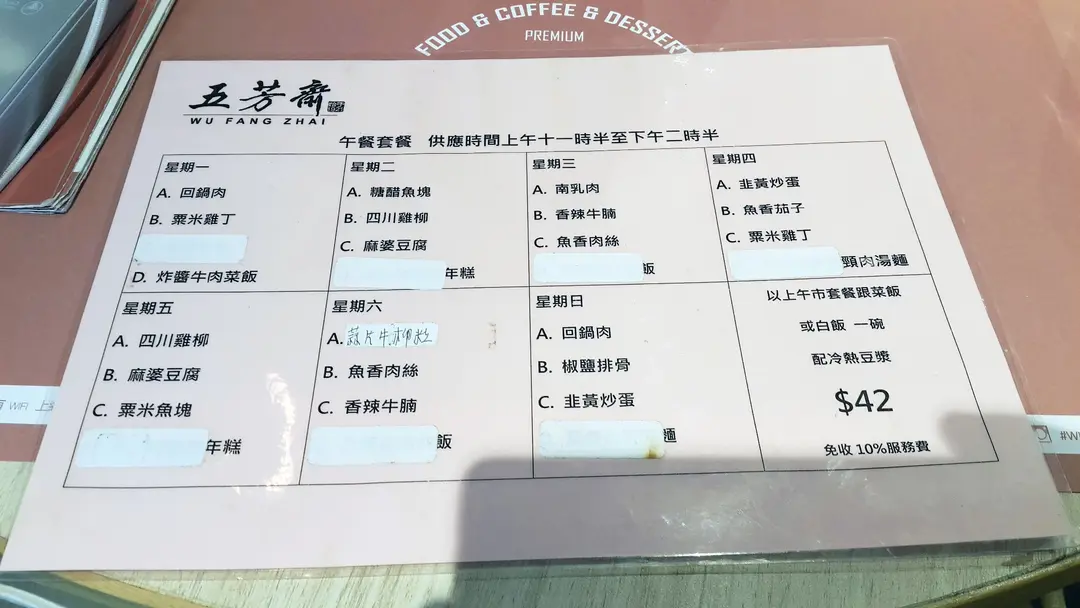 FOOD & COFFEE & DESSERT
PREMIUM
五芳齋
WU FANG ZHAI
午餐套餐 供應時間上午十一時半至下午二時半
星期一
A. 回鍋肉
B. 粟米雞丁
D. 炸醬牛肉菜飯
星期二
A. 糖醋魚塊
B. 四川雞柳
C. 麻婆豆腐
年糕
星期三
A. 南乳肉
B. 香辣牛腩
C. 魚香肉絲
飯
星期四
A. 韭黃炒蛋
B. 魚香茄子
C. 粟米雞丁
頸肉湯麵
星期五
A. 四川雞柳
B. 麻婆豆腐
C. 粟米魚塊
年糕
星期六
A. 蒜片牛柳粒
B. 魚香肉絲
C. 香辣牛腩
飯
星期日
A. 回鍋肉
B. 椒鹽排骨
C. 韭黃炒蛋
麵
以上午市套餐跟菜飯
或白飯 一碗
配冷熱豆漿
$42
免收 10%服務費
WiFi 上